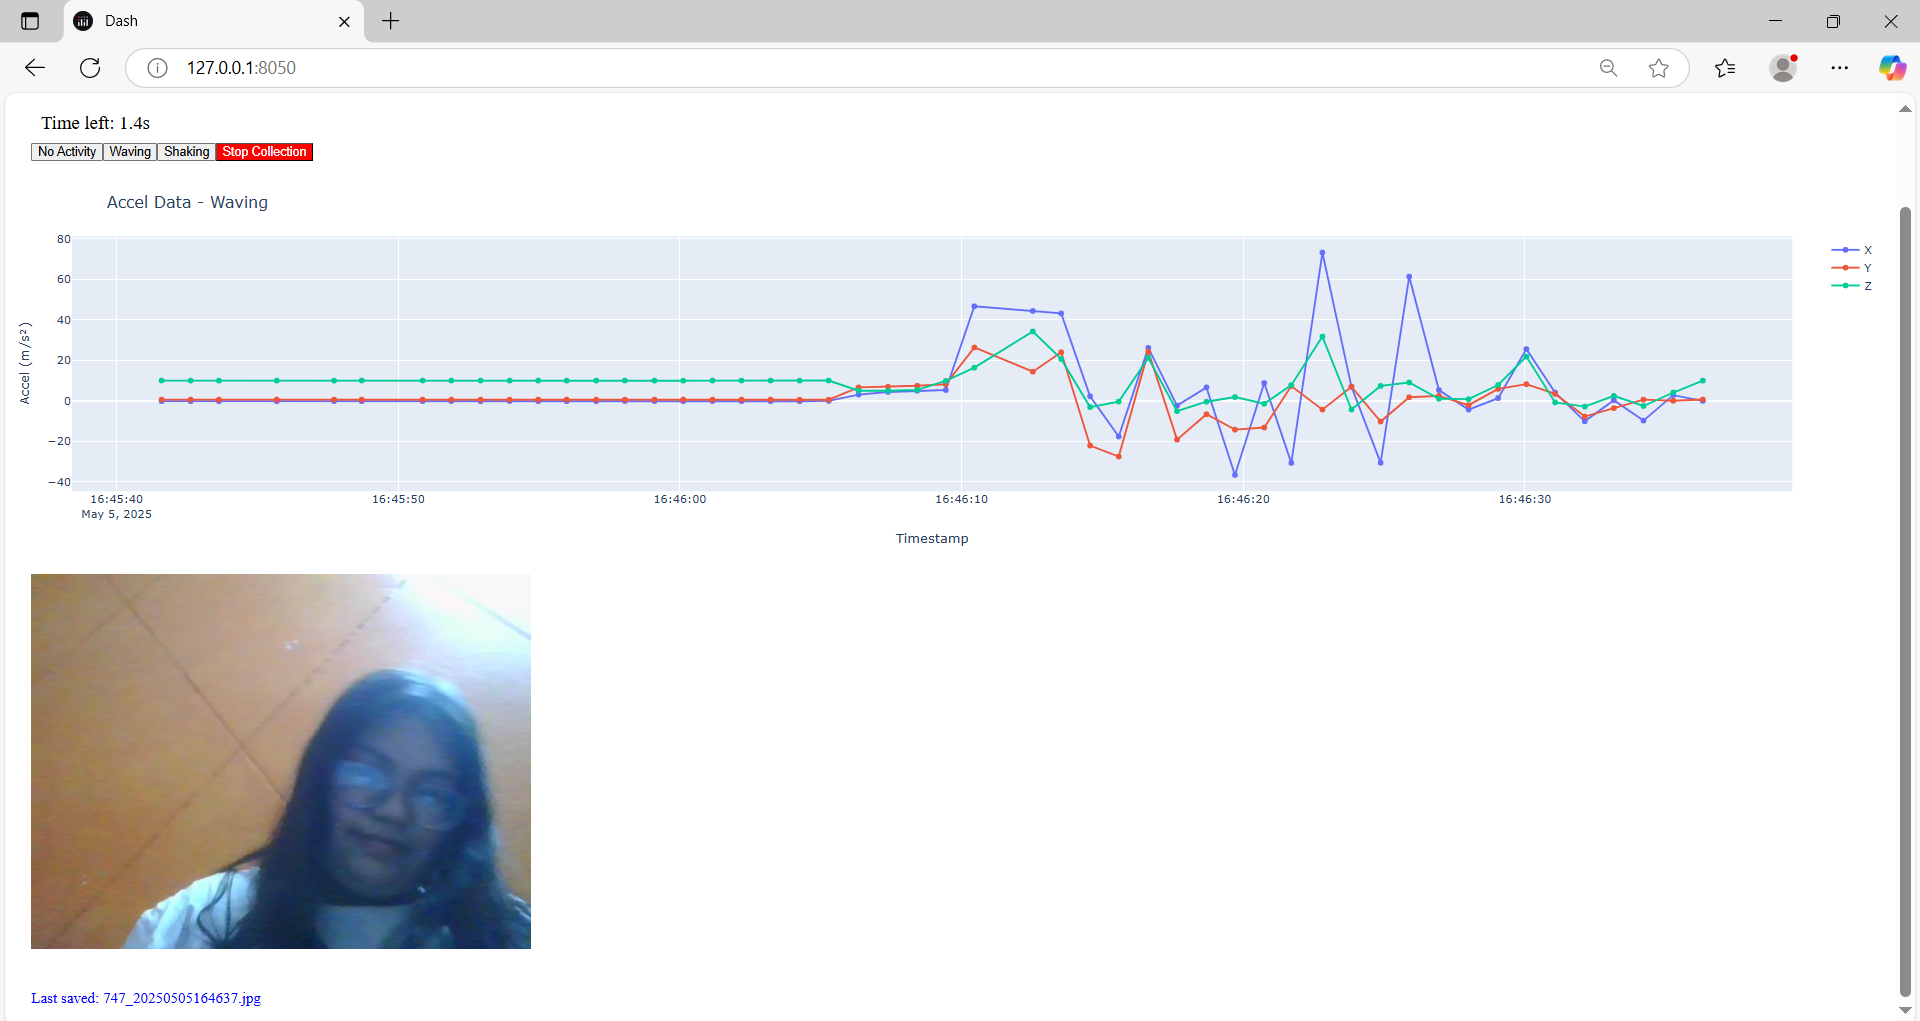 Dash
127.0.0.1:8050
Time left: 1.4s
No Activity Waving Shaking Stop Collection
Accel Data - Waving
80
60
40
20
0
−20
−40
Accel (m/s²)
X
Y
Z
16:45:40 16:45:50 16:46:00 16:46:10 16:46:20 16:46:30
May 5, 2025
Timestamp
Last saved: 747_20250505164637.jpg